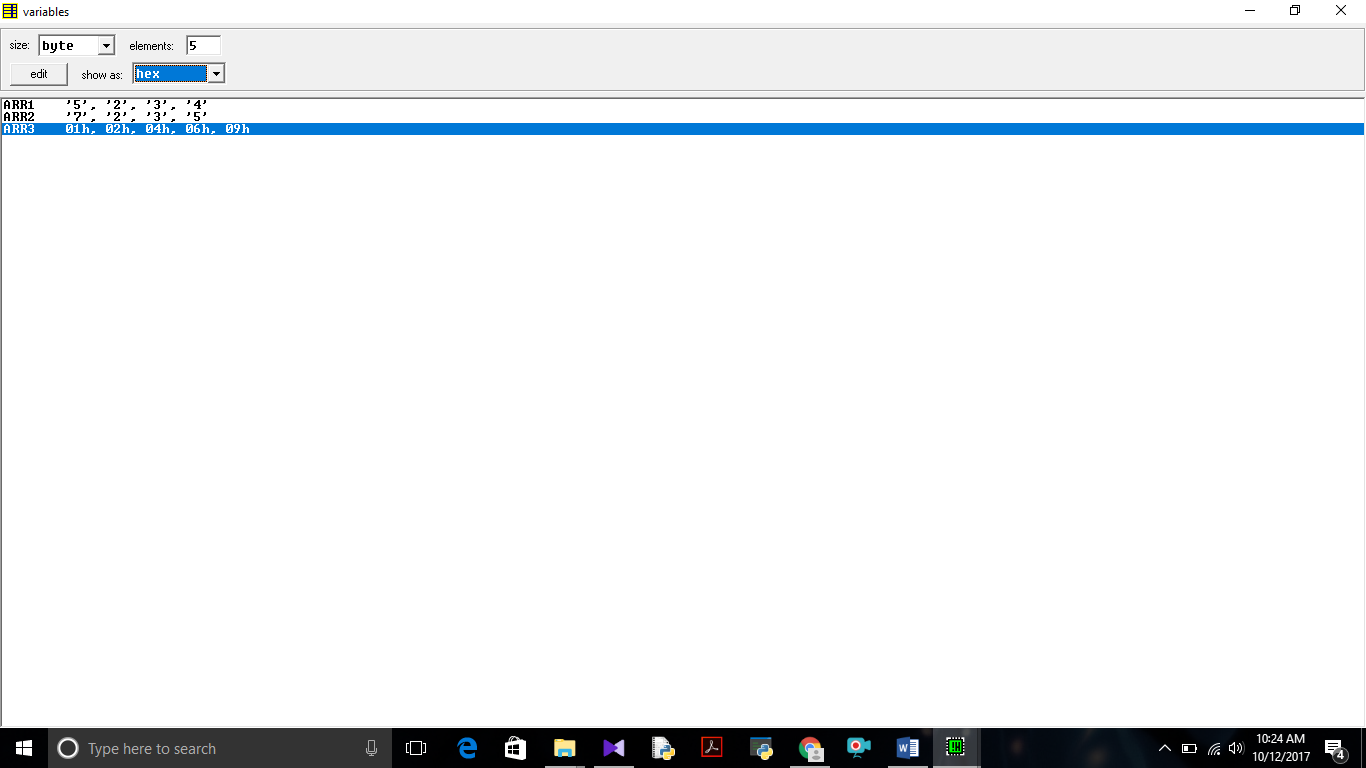 variables
size: byte elements: 5
edit show as: hex
ARR1 '5', '2', '3', '4'
ARR2 '7', '2', '3', '5'
ARR3 01h, 02h, 04h, 06h, 09h
Type here to search
10:24 AM
10/12/2017
4